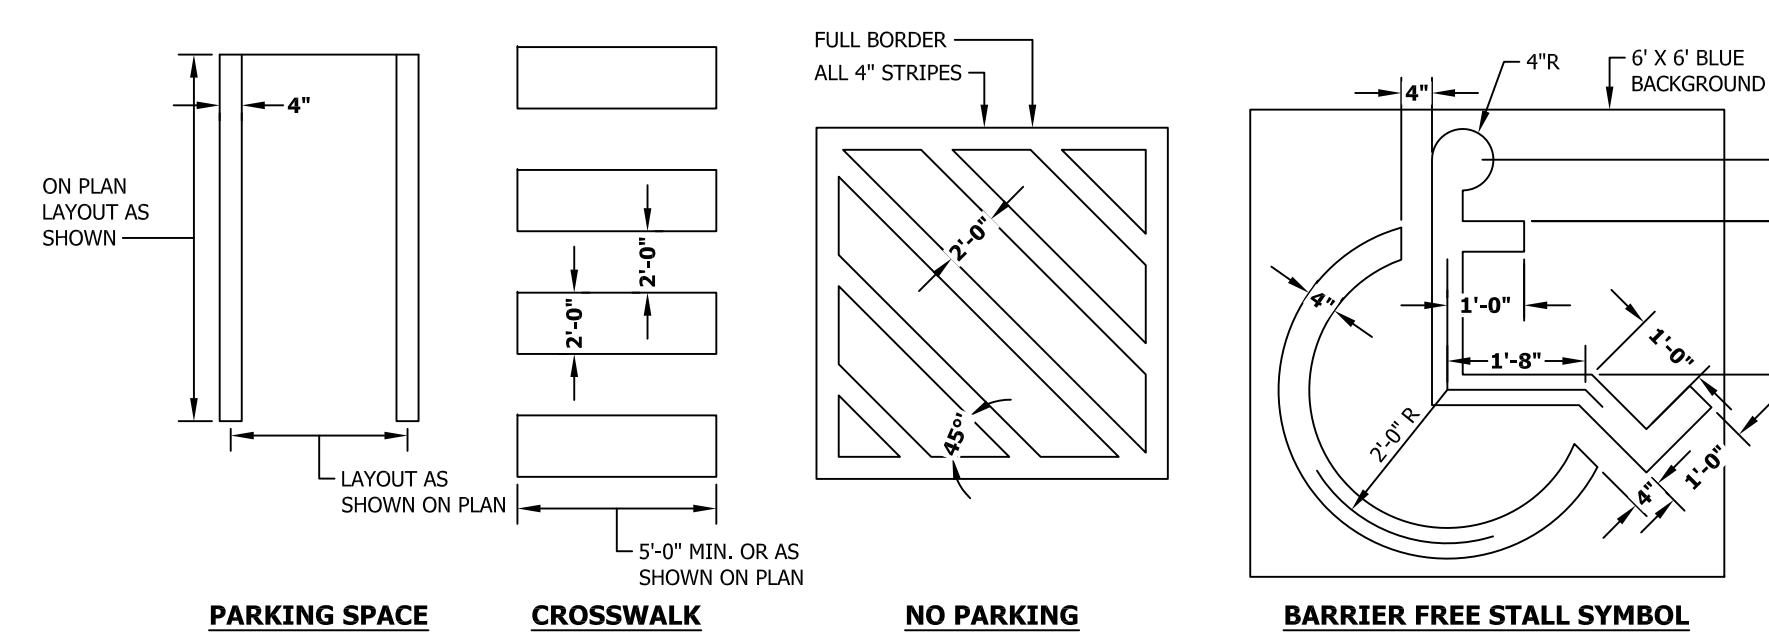 ON PLAN
LAYOUT AS
SHOWN
4"
LAYOUT AS
SHOWN ON PLAN
PARKING SPACE
2'-0"
2'-0"
5'-0" MIN. OR AS
SHOWN ON PLAN
CROSSWALK
FULL BORDER
ALL 4" STRIPES
2'-0"
45°
NO PARKING
4"
4"R
6' X 6' BLUE
BACKGROUND
4"
1'-0"
1'-8"
1'-0"
2'-0" R
1'-0"
4"
BARRIER FREE STALL SYMBOL